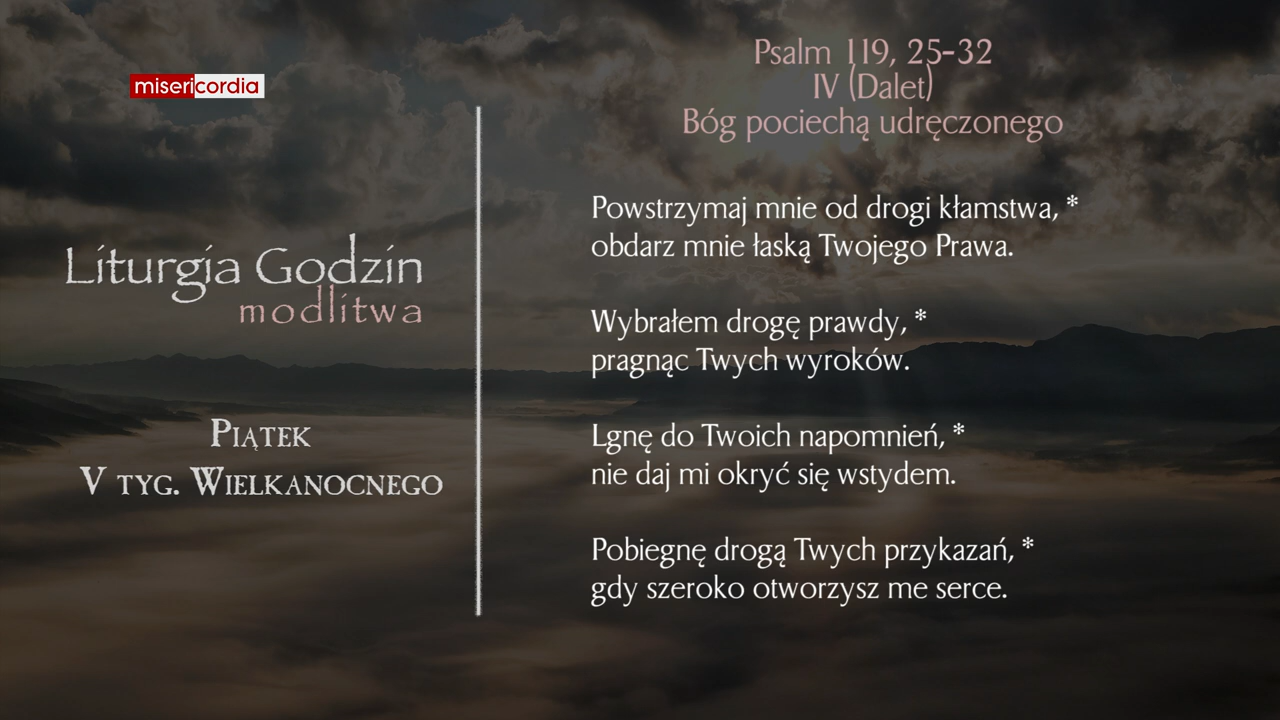 misericordia
Liturgia Godzin
modlitwa
Piątek
V tyg. Wielkanocnego
Psalm 119, 25-32
IV (Dalet)
Bóg pociechą udręczonego
Powstrzymaj mnie od drogi kłamstwa, *
obdarz mnie łaską Twojego Prawa.
Wybrałem drogę prawdy, *
pragnąc Twych wyroków.
Lgnę do Twoich napomnień, *
nie daj mi okryć się wstydem.
Pobiegnę drogą Twych przykazań, *
gdy szeroko otworzysz me serce.